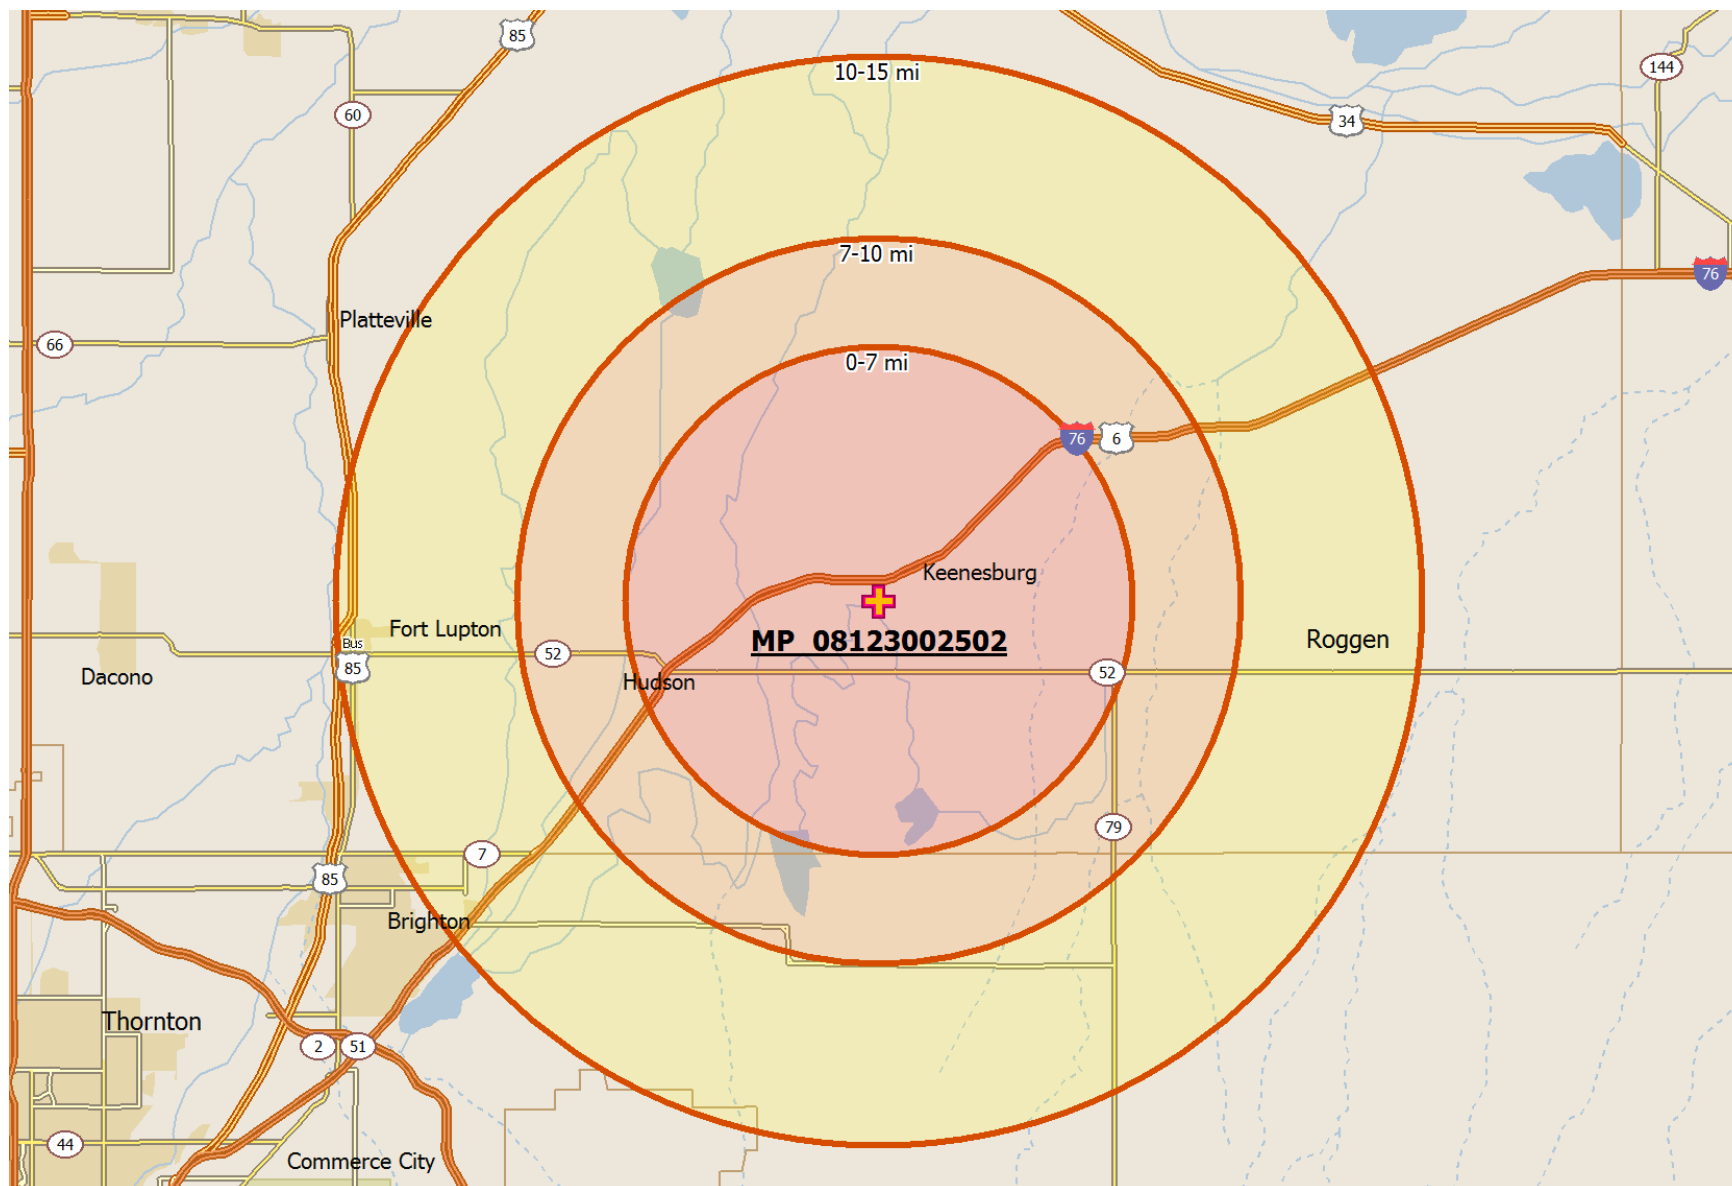 85
10-15 mi
144
60
34
7-10 mi
76
Platteville
66
0-7 mi
76
6
Keenesburg
Fort Lupton
MP_08123002502
Roggen
Bus
85
52
52
Dacono
Hudson
79
7
85
Brighton
Thornton
2
51
44
Commerce City